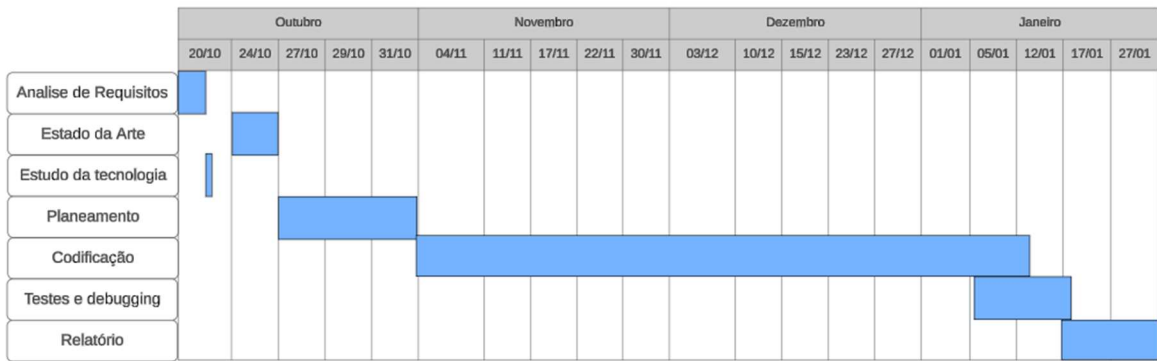 Outubro Novembro Dezembro Janeiro
20/10 24/10 27/10 29/10 31/10 04/11 11/11 17/11 22/11 30/11 03/12 10/12 15/12 23/12 27/12 01/01 05/01 12/01 17/01 27/01
Analise de Requisitos
Estado da Arte
Estudo da tecnologia
Planeamento
Codificação
Testes e debugging
Relatório